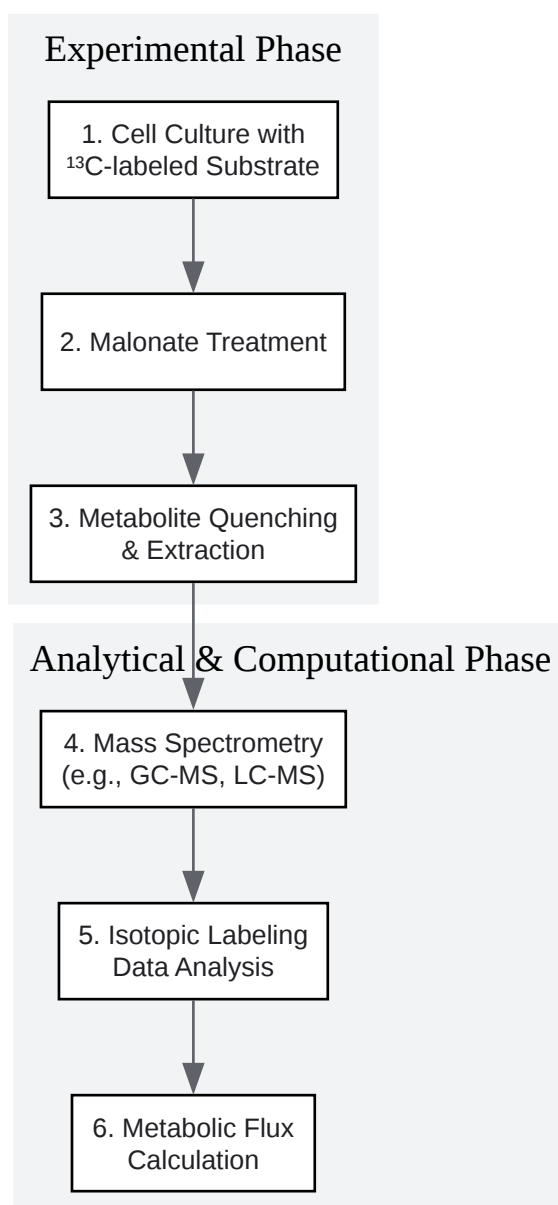 Experimental Phase
1. Cell Culture with
¹³C-labeled Substrate
2. Malonate Treatment
3. Metabolite Quenching
& Extraction
Analytical & Computational Phase
4. Mass Spectrometry
(e.g., GC-MS, LC-MS)
5. Isotopic Labeling
Data Analysis
6. Metabolic Flux
Calculation